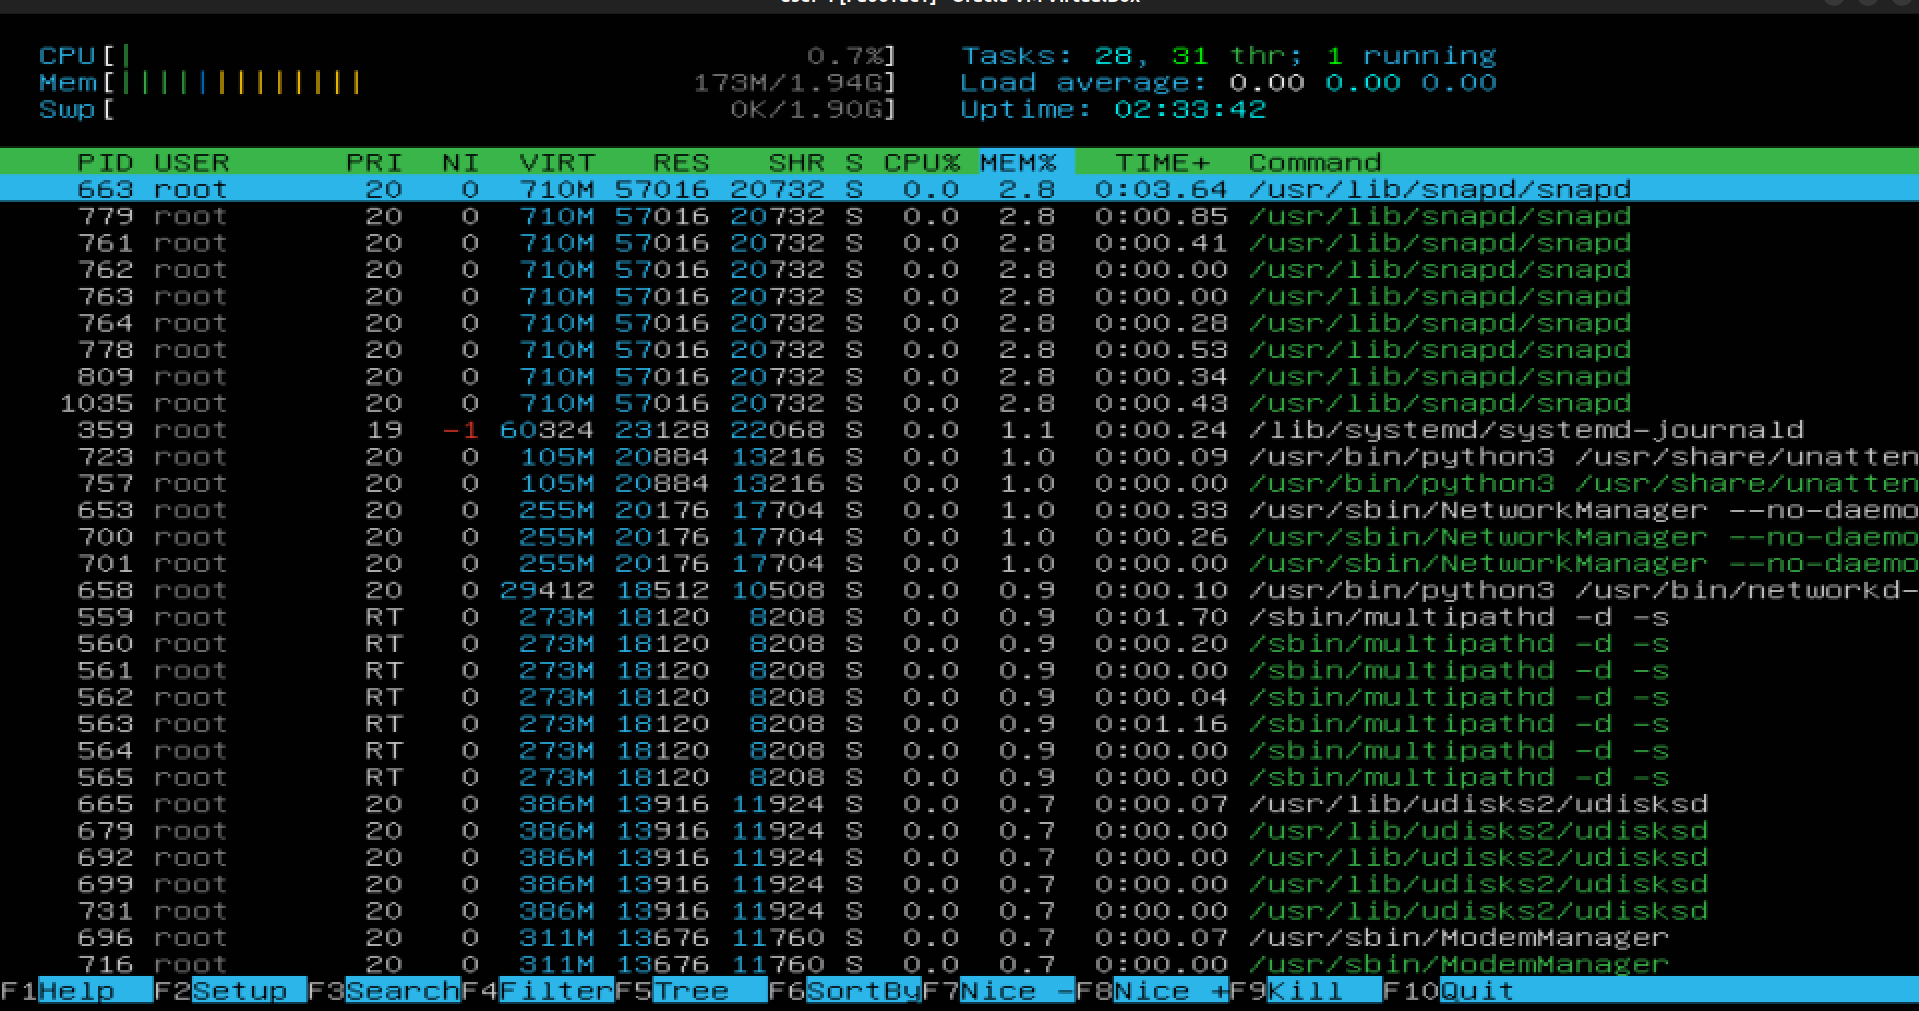 CPU[| 0.7%] Tasks: 28, 31 thr; 1 running
Mem[||||||||||||| 173M/1.94G] Load average: 0.00 0.00 0.00
Swp[ 0K/1.90G] Uptime: 02:33:42
PID USER PRI NI VIRT RES SHR S CPU% MEM% TIME+ Command
663 root 20 0 710M 57016 20732 S 0.0 2.8 0:03.64 /usr/lib/snapd/snapd
779 root 20 0 710M 57016 20732 S 0.0 2.8 0:00.85 /usr/lib/snapd/snapd
761 root 20 0 710M 57016 20732 S 0.0 2.8 0:00.41 /usr/lib/snapd/snapd
762 root 20 0 710M 57016 20732 S 0.0 2.8 0:00.00 /usr/lib/snapd/snapd
763 root 20 0 710M 57016 20732 S 0.0 2.8 0:00.00 /usr/lib/snapd/snapd
764 root 20 0 710M 57016 20732 S 0.0 2.8 0:00.28 /usr/lib/snapd/snapd
778 root 20 0 710M 57016 20732 S 0.0 2.8 0:00.53 /usr/lib/snapd/snapd
809 root 20 0 710M 57016 20732 S 0.0 2.8 0:00.34 /usr/lib/snapd/snapd
1035 root 20 0 710M 57016 20732 S 0.0 2.8 0:00.43 /usr/lib/snapd/snapd
359 root 19 -1 60324 23128 22068 S 0.0 1.1 0:00.24 /lib/systemd/systemd-journald
723 root 20 0 105M 20884 13216 S 0.0 1.0 0:00.09 /usr/bin/python3 /usr/share/unatten
757 root 20 0 105M 20884 13216 S 0.0 1.0 0:00.00 /usr/bin/python3 /usr/share/unatten
653 root 20 0 255M 20176 17704 S 0.0 1.0 0:00.33 /usr/sbin/NetworkManager --no-daemo
700 root 20 0 255M 20176 17704 S 0.0 1.0 0:00.26 /usr/sbin/NetworkManager --no-daemo
701 root 20 0 255M 20176 17704 S 0.0 1.0 0:00.00 /usr/sbin/NetworkManager --no-daemo
658 root 20 0 29412 18512 10508 S 0.0 0.9 0:00.10 /usr/bin/python3 /usr/bin/networkd-
559 root RT 0 273M 18120 8208 S 0.0 0.9 0:01.70 /sbin/multipathd -d -s
560 root RT 0 273M 18120 8208 S 0.0 0.9 0:00.20 /sbin/multipathd -d -s
561 root RT 0 273M 18120 8208 S 0.0 0.9 0:00.00 /sbin/multipathd -d -s
562 root RT 0 273M 18120 8208 S 0.0 0.9 0:00.04 /sbin/multipathd -d -s
563 root RT 0 273M 18120 8208 S 0.0 0.9 0:01.16 /sbin/multipathd -d -s
564 root RT 0 273M 18120 8208 S 0.0 0.9 0:00.00 /sbin/multipathd -d -s
565 root RT 0 273M 18120 8208 S 0.0 0.9 0:00.00 /sbin/multipathd -d -s
665 root 20 0 386M 13916 11924 S 0.0 0.7 0:00.07 /usr/lib/udisks2/udisksd
679 root 20 0 386M 13916 11924 S 0.0 0.7 0:00.00 /usr/lib/udisks2/udisksd
692 root 20 0 386M 13916 11924 S 0.0 0.7 0:00.00 /usr/lib/udisks2/udisksd
699 root 20 0 386M 13916 11924 S 0.0 0.7 0:00.00 /usr/lib/udisks2/udisksd
731 root 20 0 386M 13916 11924 S 0.0 0.7 0:00.00 /usr/lib/udisks2/udisksd
696 root 20 0 311M 13676 11760 S 0.0 0.7 0:00.07 /usr/sbin/ModemManager
716 root 20 0 311M 13676 11760 S 0.0 0.7 0:00.00 /usr/sbin/ModemManager
F1Help F2Setup F3SearchF4FilterF5Tree F6SortByF7Nice -F8Nice +F9Kill F10Quit